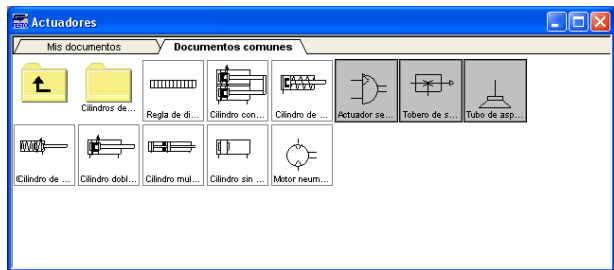 Actuadores
Mis documentos
Documentos comunes
Cilindros de...
Regla de di...
Cilindro con...
Cilindro de ...
Actuador se...
Tobero de s...
Tubo de asp...
Cilindro de ...
Cilindro dobl...
Cilindro mul...
Cilindro sin ...
Motor neum...